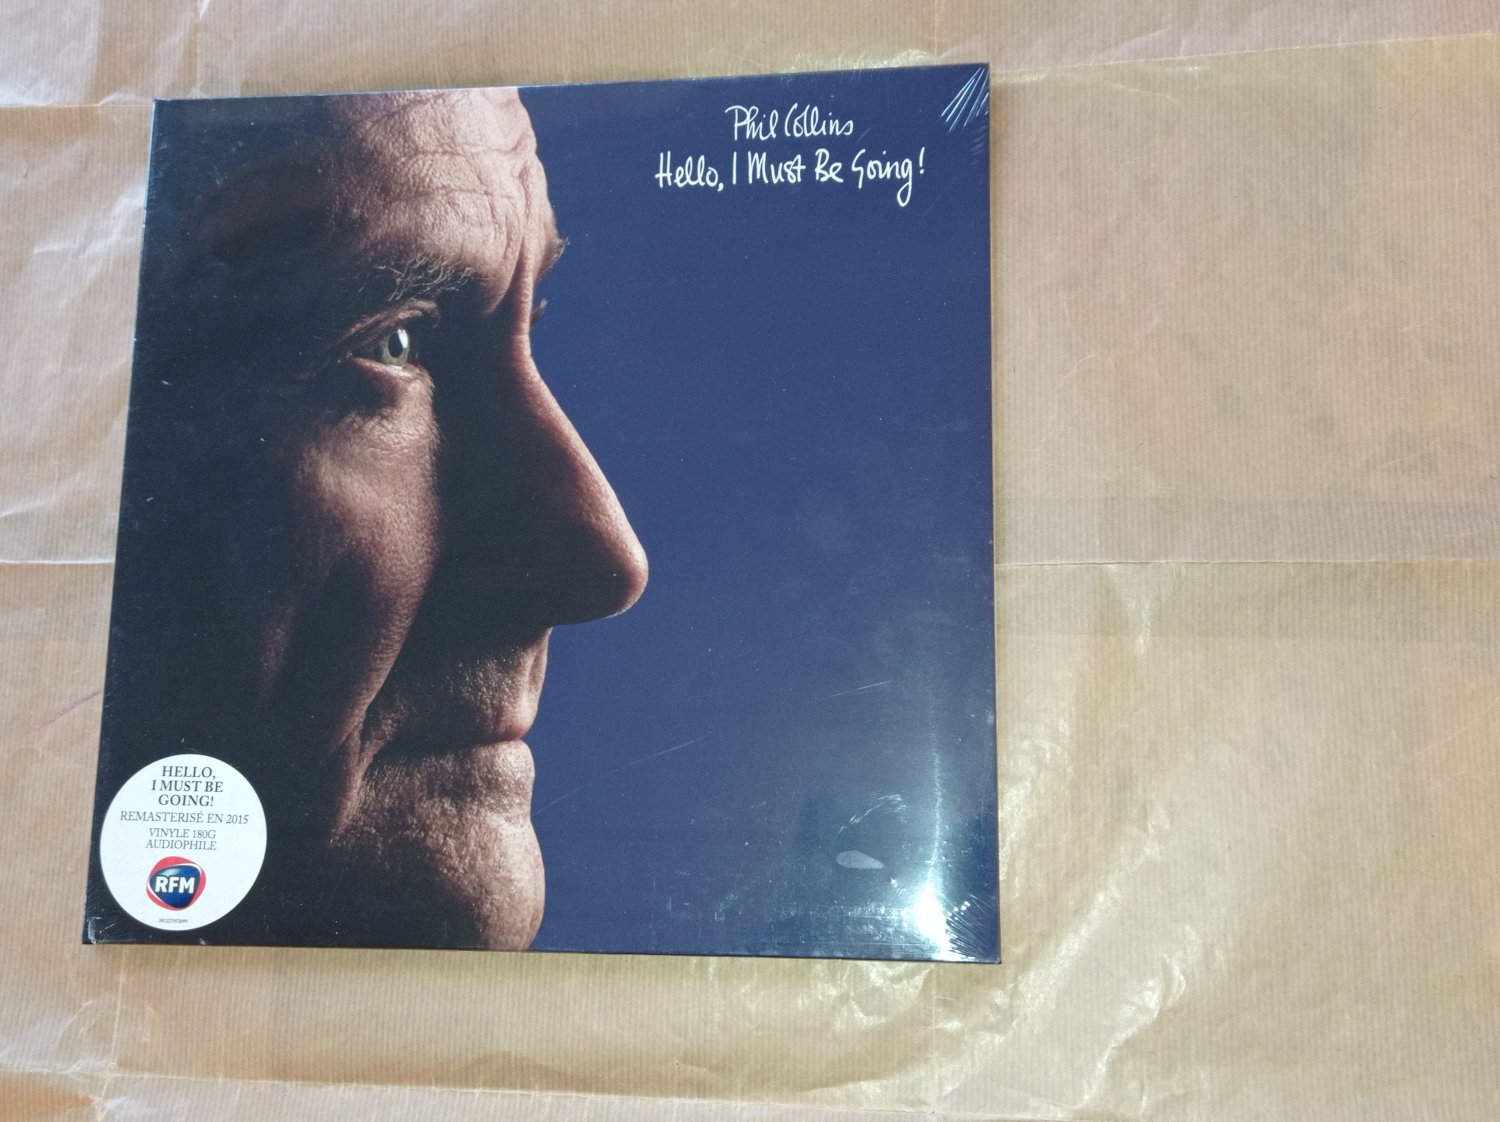 Phil Collins
Hello, I Must Be Going!
HELLO,
I MUST BE
GOING!
REMASTERISÉ EN 2015
VINYLE 180G
AUDIOPHILE
RFM